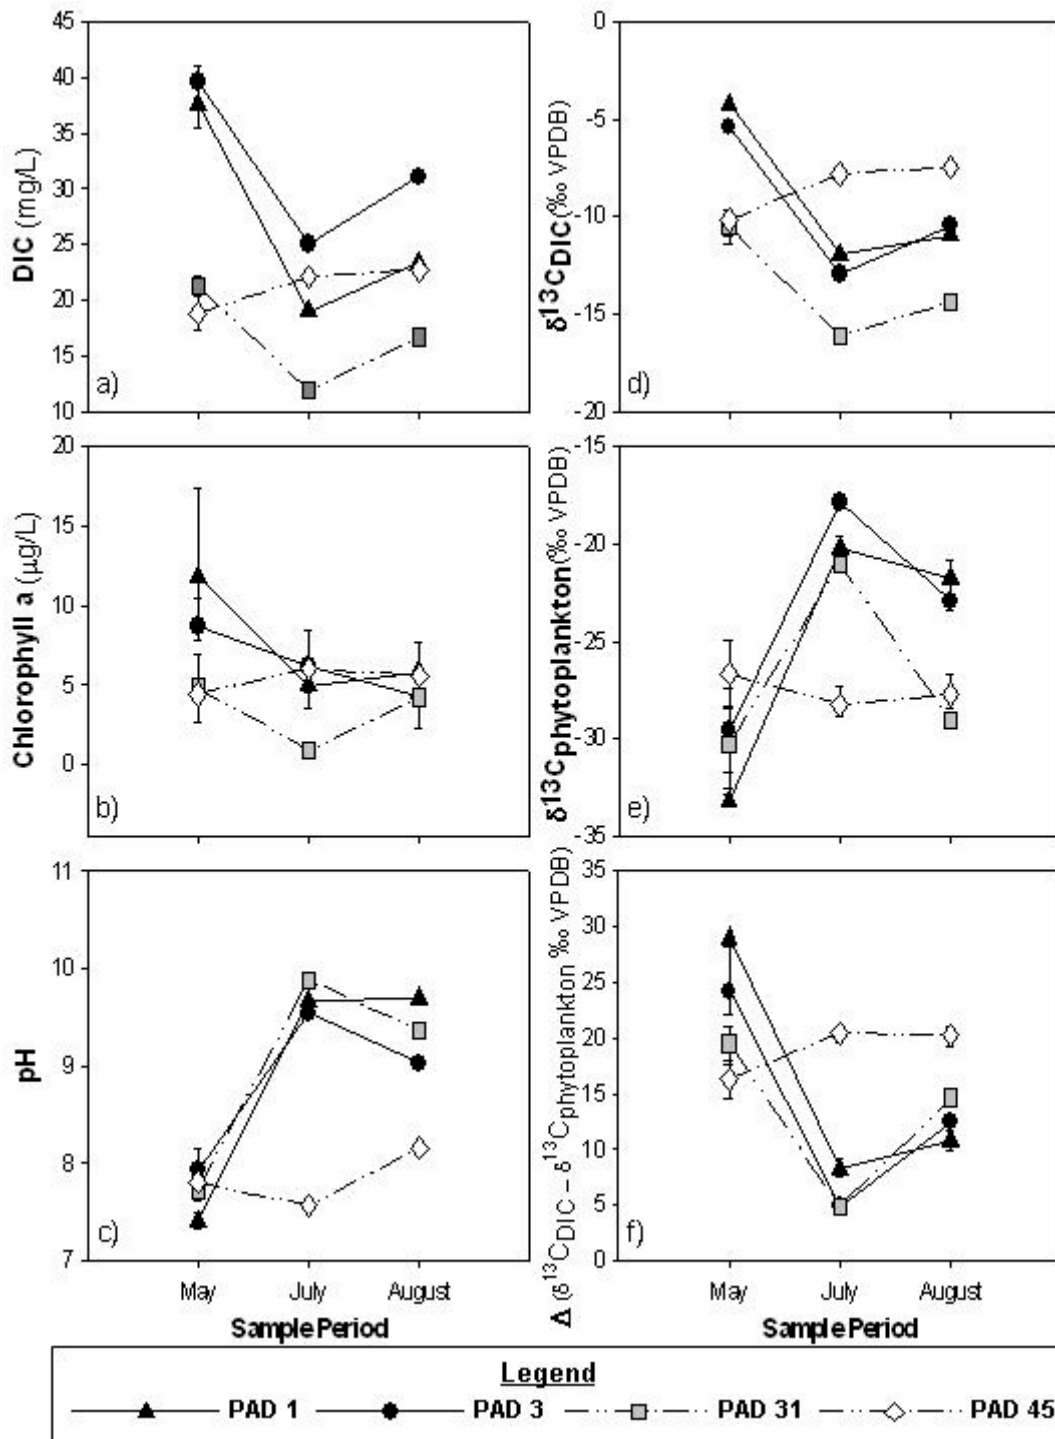 45
40
35
30
25
20
15
10
DIC (mg/L)
a)
0
-5
-10
-15
-20
δ13CDIC(‰ VPDB)
d)
20
15
10
5
0
Chlorophyll a (µg/L)
b)
-15
-20
-25
-30
-35
δ13Cphytoplankton(‰ VPDB)
e)
11
10
9
8
7
pH
c)
May July August
Sample Period
35
30
25
20
15
10
5
0
Δ (δ13CDIC – δ13Cphytoplankton ‰ VPDB)
f)
May July August
Sample Period
Legend
PAD 1 PAD 3 PAD 31 PAD 45